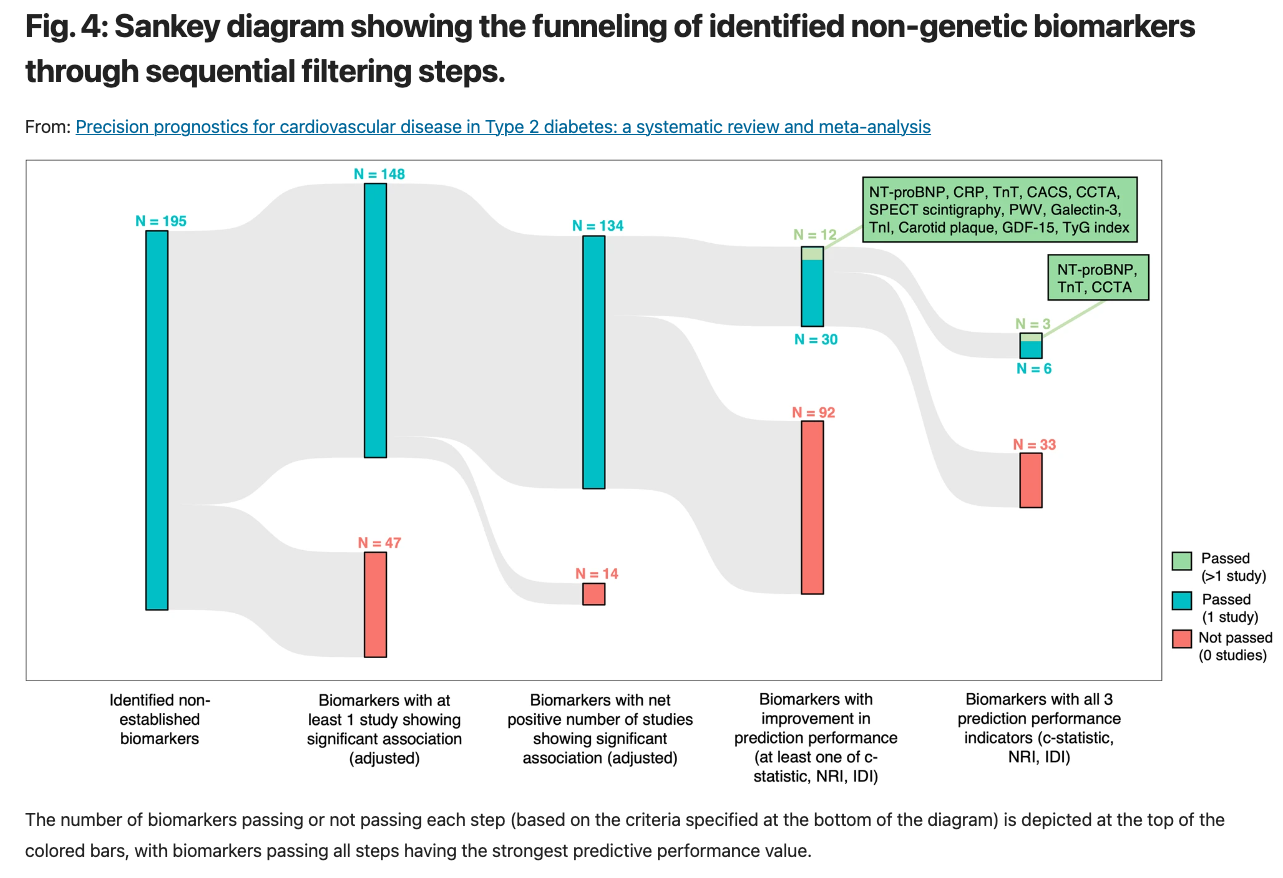 Fig. 4: Sankey diagram showing the funneling of identified non-genetic biomarkers
through sequential filtering steps.
From: Precision prognostics for cardiovascular disease in Type 2 diabetes: a systematic review and meta-analysis
N = 195
N = 148
N = 47
N = 134
N = 14
N = 12
N = 30
N = 92
NT-proBNP, CRP, TnT, CACS, CCTA,
SPECT scintigraphy, PWV, Galectin-3,
TnI, Carotid plaque, GDF-15, TyG index
NT-proBNP,
TnT, CCTA
N = 3
N = 6
N = 33
Passed
(>1 study)
Passed
(1 study)
Not passed
(0 studies)
Identified non-
established
biomarkers
Biomarkers with at
least 1 study showing
significant association
(adjusted)
Biomarkers with net
positive number of studies
showing significant
association (adjusted)
Biomarkers with
improvement in
prediction performance
(at least one of c-
statistic, NRI, IDI)
Biomarkers with all 3
prediction performance
indicators (c-statistic,
NRI, IDI)
The number of biomarkers passing or not passing each step (based on the criteria specified at the bottom of the diagram) is depicted at the top of the
colored bars, with biomarkers passing all steps having the strongest predictive performance value.